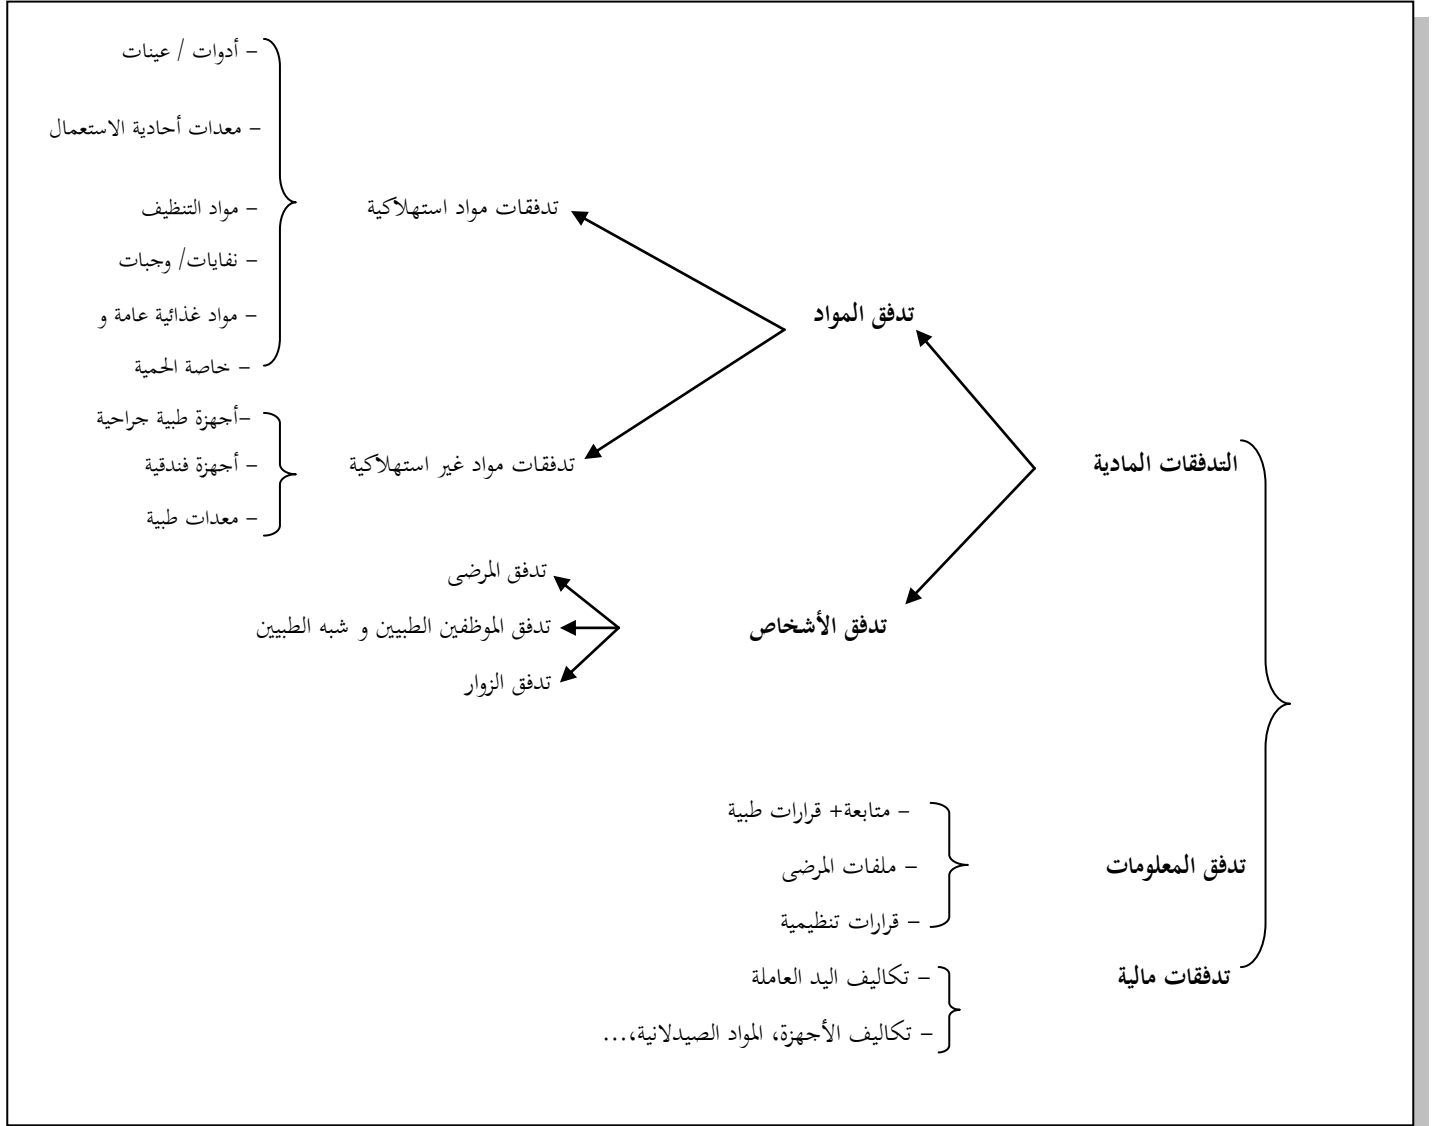 – أدوات / عينات
– معدات أحادية الاستعمال
تدفقات مواد استهلاكية
– مواد التنظيف
– نفايات/ وجبات
تدفق المواد
– مواد غذائية عامة و
– خاصة الحمية
–أجهزة طبية جراحية
التدفقات المادية
تدفقات مواد غير استهلاكية
– أجهزة فندقية
– معدات طبية
تدفق المرضى
تدفق الأشخاص
تدفق الموظفين الطبيين و شبه الطبيين
تدفق الزوار
– متابعة+ قرارات طبية
تدفق المعلومات
– ملفات المرضى
– قرارات تنظيمية
تدفقات مالية
– تكاليف اليد العاملة
– تكاليف الأجهزة، المواد الصيدلانية،...